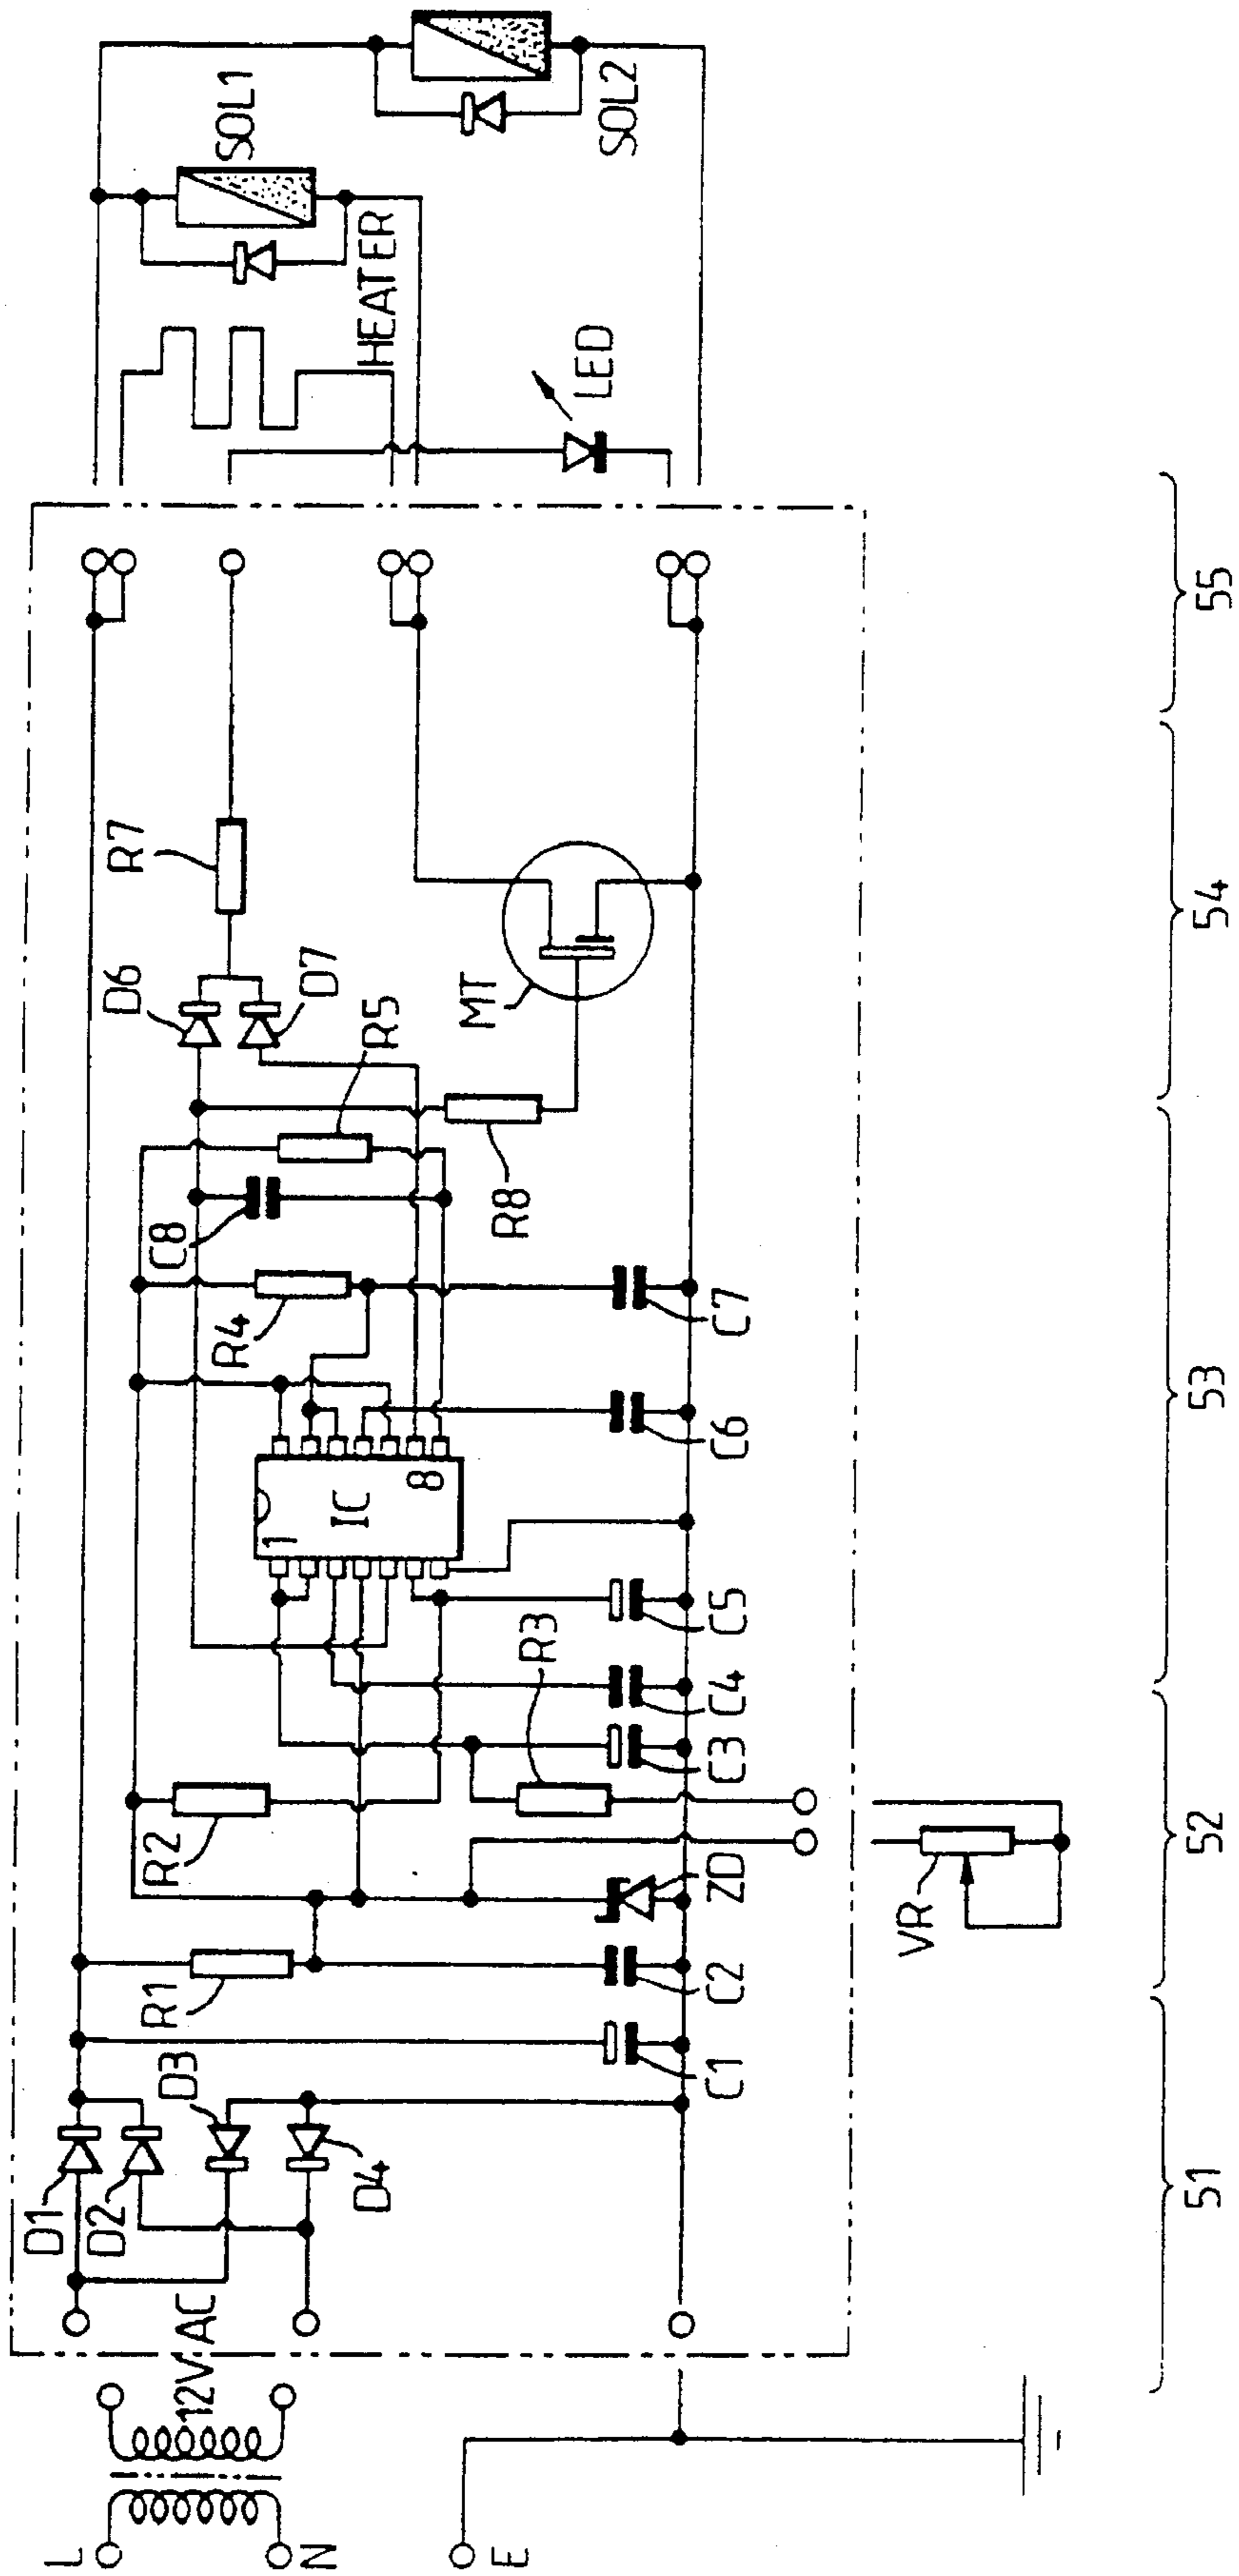 L
N
E
12V AC
D1
D2
D3
D4
R1
C1
C2
ZD
VR
R2
R3
C3
C4
C5
1
IC
8
C6
C7
R4
C8
R5
R8
D6
D7
R7
MT
LED
HEATER
SOL1
SOL2
51
52
53
54
55